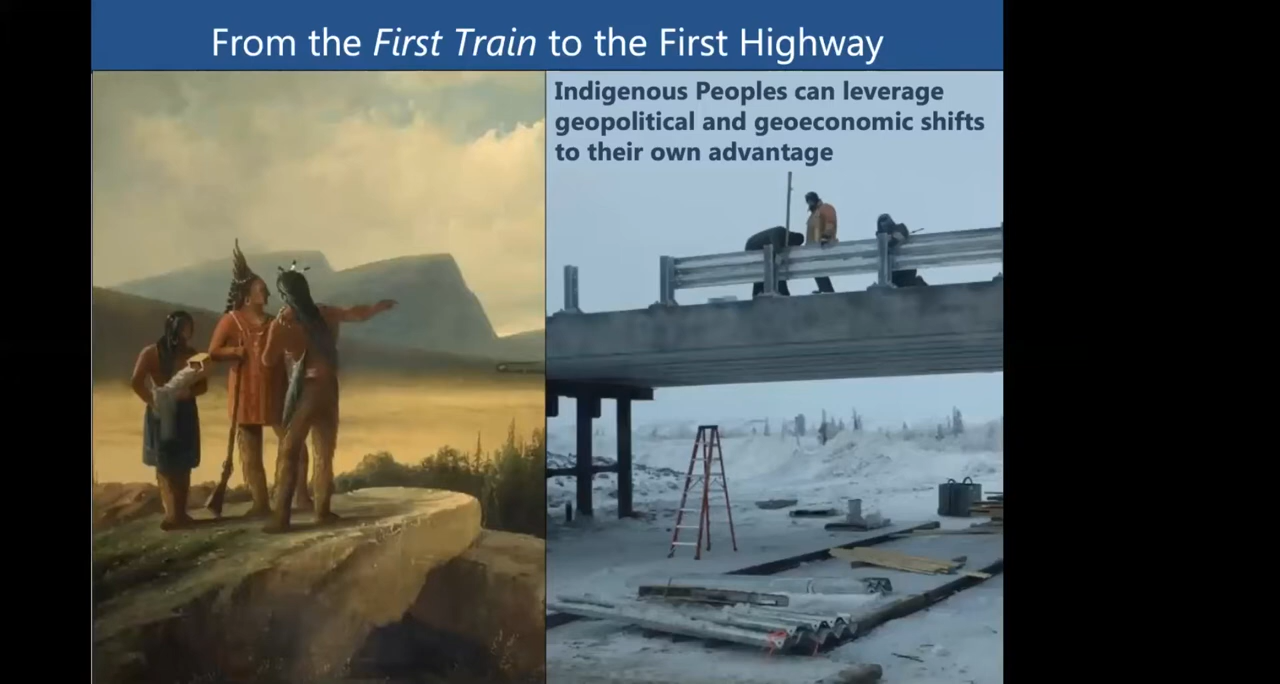 From the First Train to the First Highway
Indigenous Peoples can leverage
geopolitical and geoeconomic shifts
to their own advantage